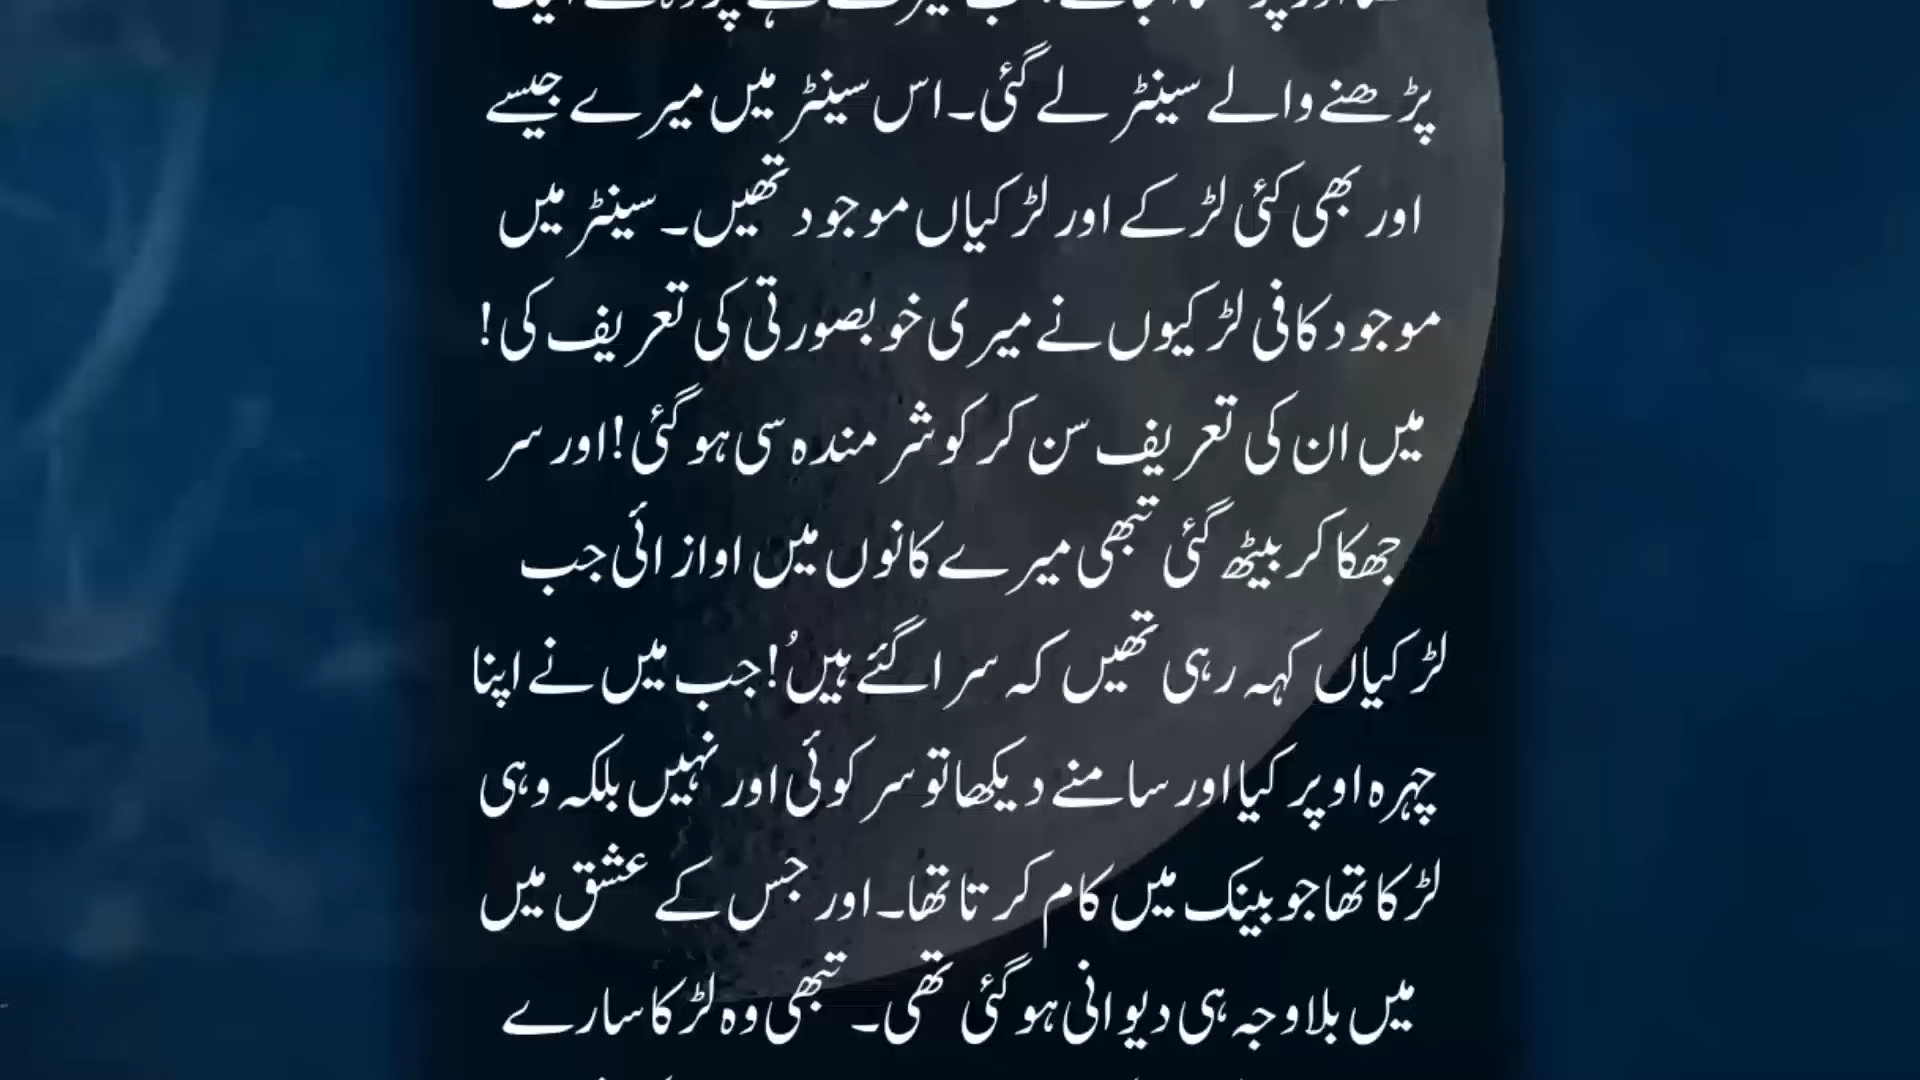 پڑھنے والے سینٹر لے گئی۔ اس سینٹر میں میرے جیسے
اور بھی کئی لڑکے اور لڑکیاں موجود تھیں۔ سینٹر میں
موجود کافی لڑکیوں نے میری خوبصورتی کی تعریف کی!
میں ان کی تعریف سن کر کو شرمندہ سی ہو گئی! اور سر
جھکا کر بیٹھ گئی تبھی میرے کانوں میں اواز ائی جب
لڑکیاں کہہ رہی تھیں کہ سر اگئے ہیںُ! جب میں نے اپنا
چہرہ اوپر کیا اور سامنے دیکھا تو سر کوئی اور نہیں بلکہ وہی
لڑکا تھا جو بینک میں کام کرتا تھا۔ اور جس کے عشق میں
میں بلاوجہ ہی دیوانی ہو گئی تھی۔ تبھی وہ لڑکا سارے